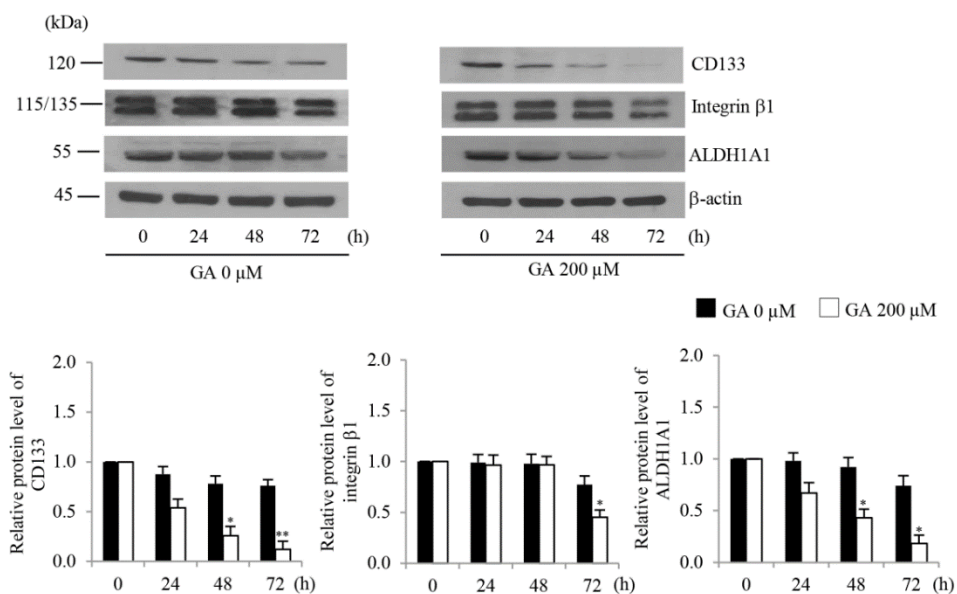 (kDa)
120
CD133
115/135
Integrin β1
55
ALDH1A1
45
β-actin
0 24 48 72 (h) 0 24 48 72 (h)
GA 0 μM GA 200 μM
GA 0 μM GA 200 μM
Relative protein level of
CD133
2.0
1.5
1.0
0.5
0.0
*
**
0 24 48 72 (h)
Relative protein level of
integrin β1
2.0
1.5
1.0
0.5
0.0
*
0 24 48 72 (h)
Relative protein level of
ALDH1A1
2.0
1.5
1.0
0.5
0.0
*
*
0 24 48 72 (h)